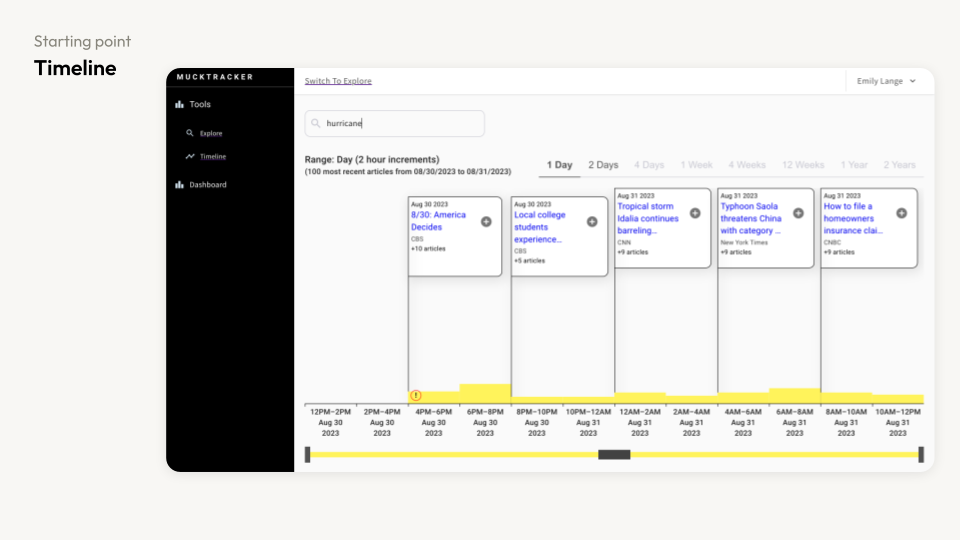 Starting point
Timeline
MUCKTRACKER
Tools
Explore
Timeline
Dashboard
Switch To Explore
Emily Lange
hurricane
Range: Day (2 hour increments)
(100 most recent articles from 08/30/2023 to 08/31/2023)
1 Day 2 Days 4 Days 1 Week 4 Weeks 12 Weeks 1 Year 2 Years
Aug 30 2023
8/30: America
Decides
CBS
+10 articles
Aug 30 2023
Local college
students
experience...
CBS
+5 articles
Aug 31 2023
Tropical storm
Idalia continues
barreling...
CNN
+9 articles
Aug 31 2023
Typhoon Saola
threatens China
with category ...
New York Times
+9 articles
Aug 31 2023
How to file a
homeowners
insurance clai...
CNBC
+9 articles
12PM–2PM 2PM–4PM 4PM–6PM 6PM–8PM 8PM–10PM 10PM–12AM 12AM–2AM 2AM–4AM 4AM–6AM 6AM–8AM 8AM–10AM 10AM–12PM
Aug 30 Aug 30 Aug 30 Aug 30 Aug 30 Aug 31 Aug 31 Aug 31 Aug 31 Aug 31 Aug 31 Aug 31
2023 2023 2023 2023 2023 2023 2023 2023 2023 2023 2023 2023